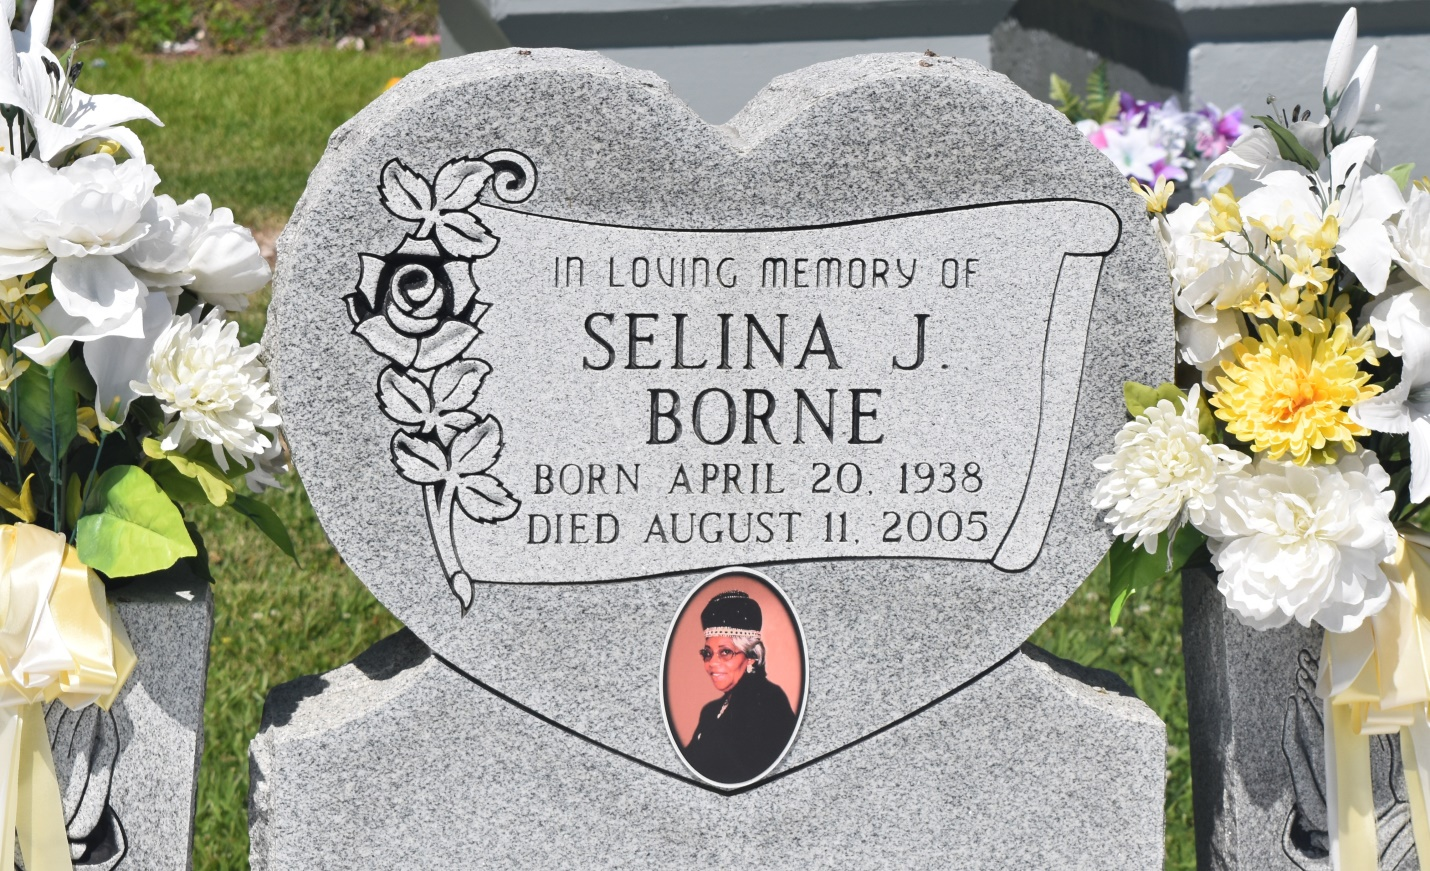 IN LOVING MEMORY OF
SELINA J.
BORNE
BORN APRIL 20, 1938
DIED AUGUST 11, 2005